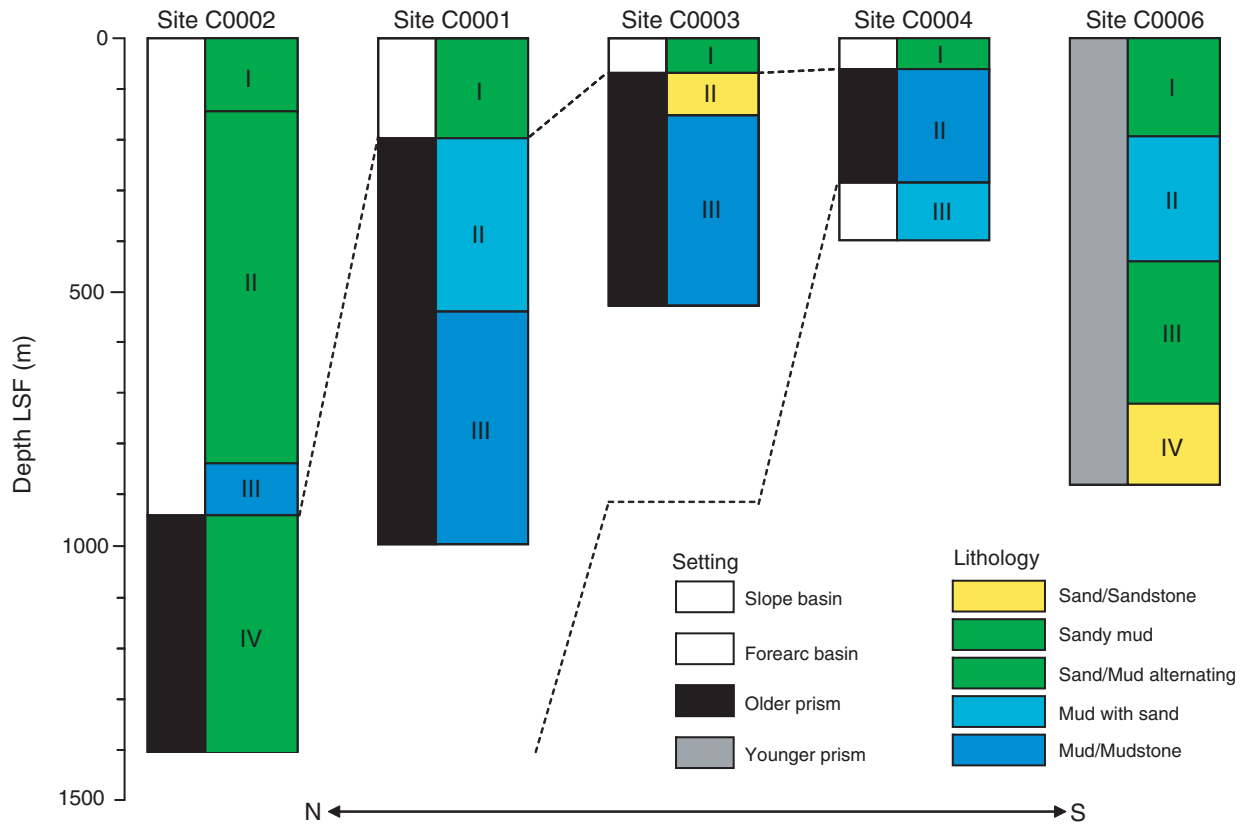 Site C0002
Site C0001
Site C0003
Site C0004
Site C0006
0
500
1000
1500
Depth LSF (m)
I
II
III
IV
I
II
III
I
II
III
I
II
III
I
II
III
IV
Setting
Slope basin
Forearc basin
Older prism
Younger prism
Lithology
Sand/Sandstone
Sandy mud
Sand/Mud alternating
Mud with sand
Mud/Mudstone
N
S